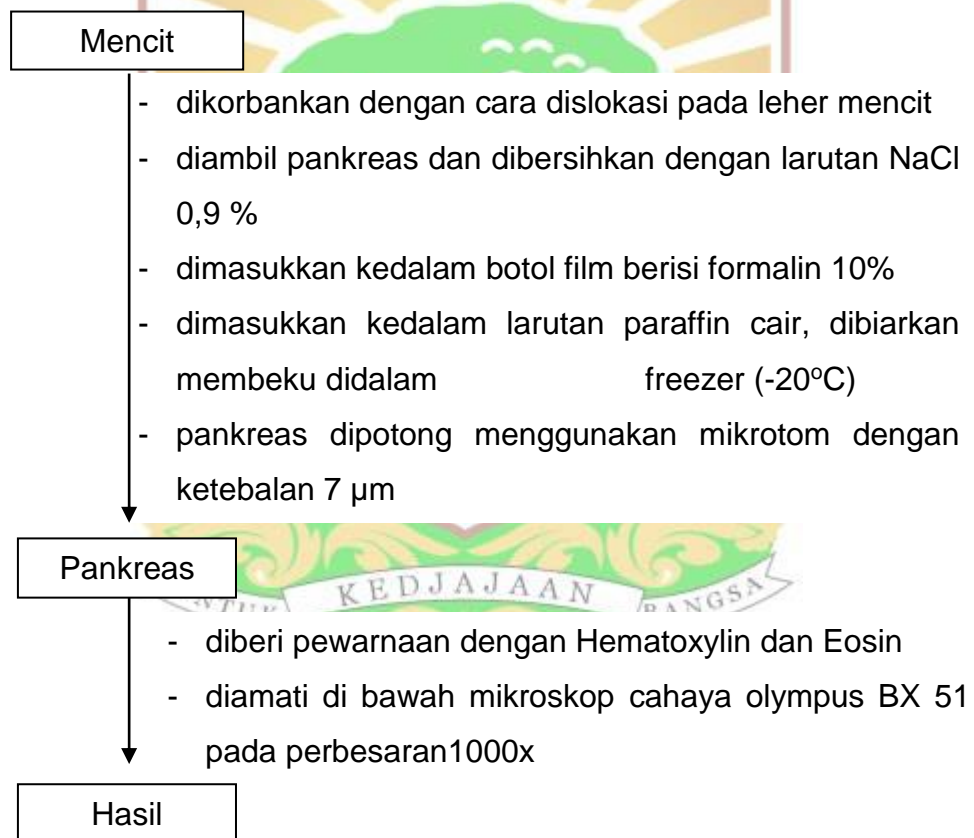 Mencit
- dikorbankan dengan cara dislokasi pada leher mencit
- diambil pankreas dan dibersihkan dengan larutan NaCl
0,9 %
- dimasukkan kedalam botol film berisi formalin 10%
- dimasukkan kedalam larutan paraffin cair, dibiarkan
membeku didalam freezer (-20°C)
- pankreas dipotong menggunakan mikrotom dengan
ketebalan 7 µm
Pankreas
KEDJAJAAN
BANGSA
- diberi pewarnaan dengan Hematoxylin dan Eosin
- diamati di bawah mikroskop cahaya olympus BX 51
pada perbesaran1000x
Hasil